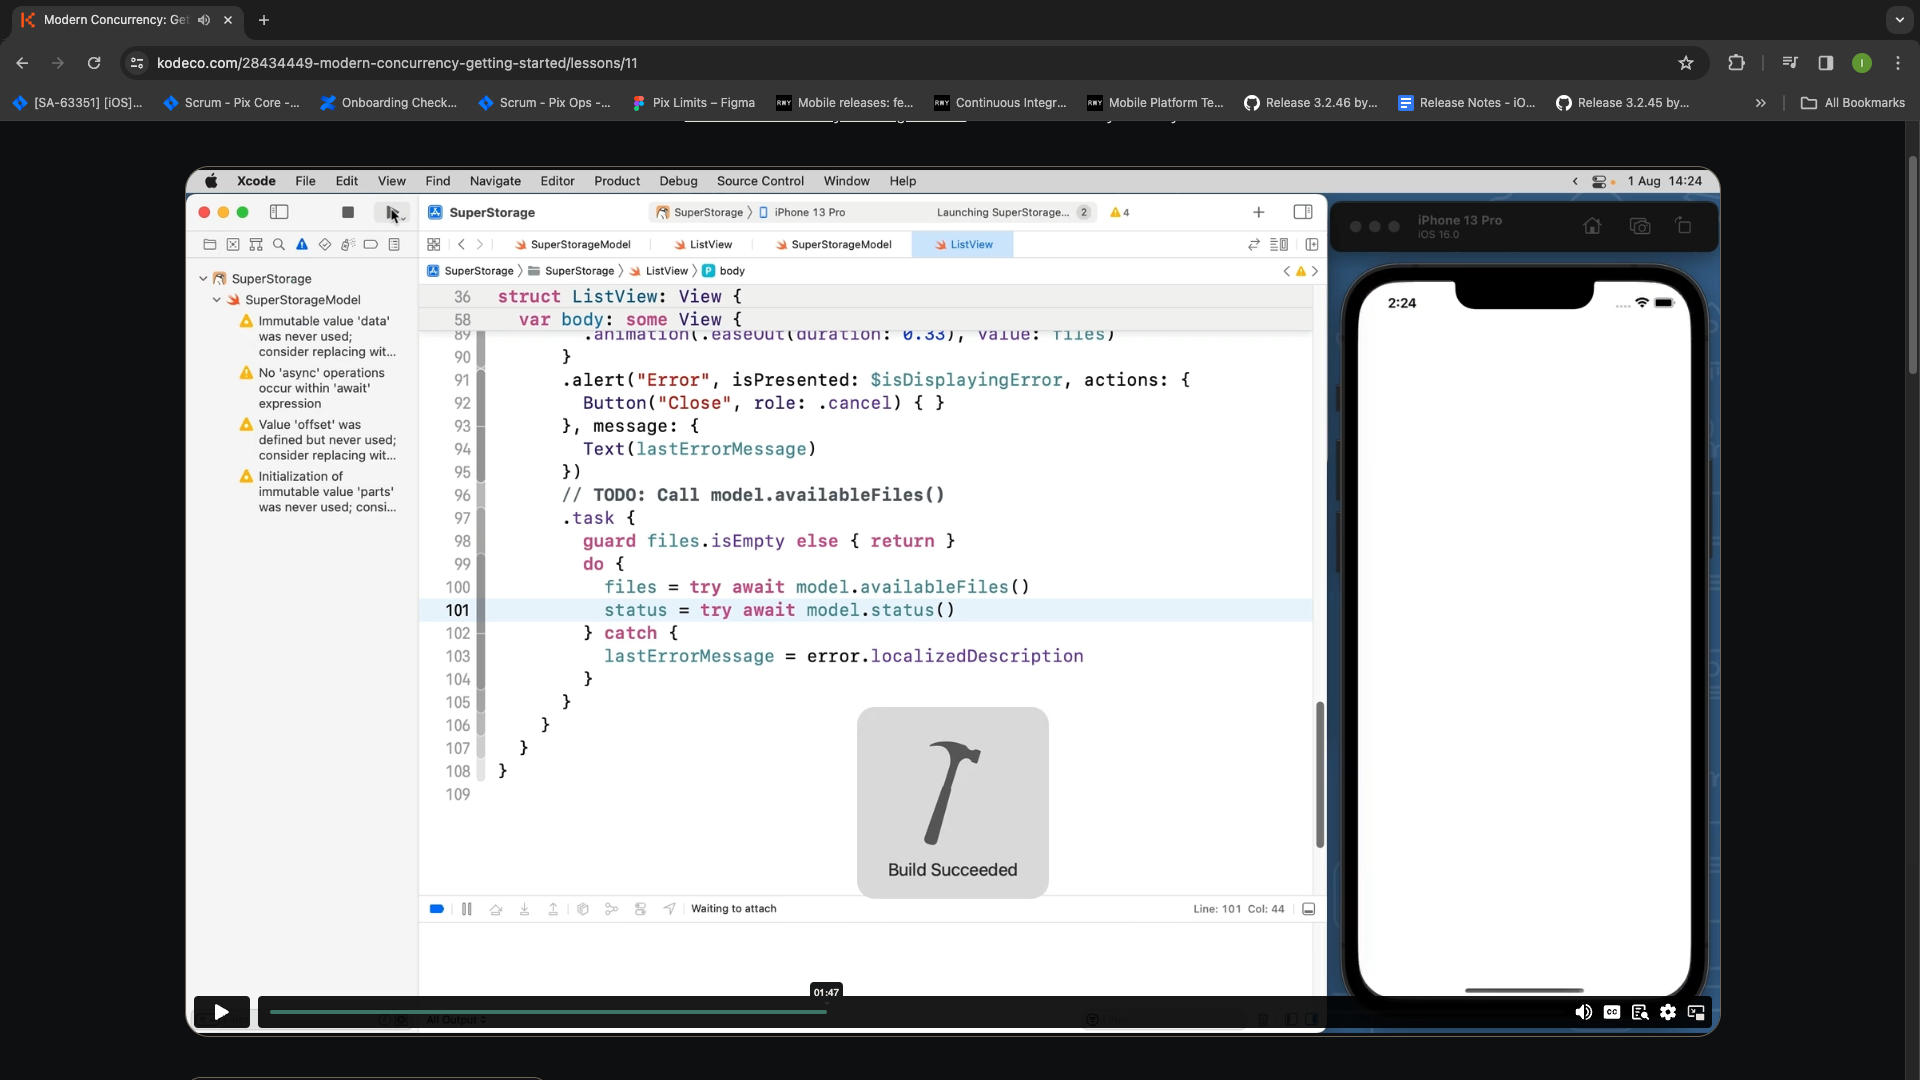 Modern Concurrency: Get
kodeco.com/28434449-modern-concurrency-getting-started/lessons/11
[SA-63351] [iOS]...
Scrum - Pix Core -...
Onboarding Check...
Scrum - Pix Ops -...
Pix Limits – Figma
RWY
Mobile releases: fe...
RWY
Continuous Integr...
RWY
Mobile Platform Te...
Release 3.2.46 by...
Release Notes - iO...
Release 3.2.45 by...
All Bookmarks
Xcode File Edit View Find Navigate Editor Product Debug Source Control Window Help
1 Aug 14:24
SuperStorage
SuperStorage
iPhone 13 Pro
Launching SuperStorage... 2
4
iPhone 13 Pro
iOS 16.0
SuperStorageModel
ListView
SuperStorageModel
ListView
SuperStorage
SuperStorage
ListView
P body
SuperStorage
SuperStorageModel
Immutable value 'data'
was never used;
consider replacing wit...
No 'async' operations
occur within 'await'
expression
Value 'offset' was
defined but never used;
consider replacing wit...
Initialization of
immutable value 'parts'
was never used; consi...
36 struct ListView: View {
58 var body: some View {
89 .animation(.easeOut(duration: 0.33), value: files)
90 }
91 .alert("Error", isPresented: $isDisplayingError, actions: {
92 Button("Close", role: .cancel) { }
93 }, message: {
94 Text(lastErrorMessage)
95 })
96 // TODO: Call model.availableFiles()
97 .task {
98 guard files.isEmpty else { return }
99 do {
100 files = try await model.availableFiles()
101 status = try await model.status()
102 } catch {
103 lastErrorMessage = error.localizedDescription
104 }
105 }
106 }
107 }
108 }
109
Build Succeeded
2:24
Waiting to attach
Line: 101 Col: 44
01:47
All Output
CC